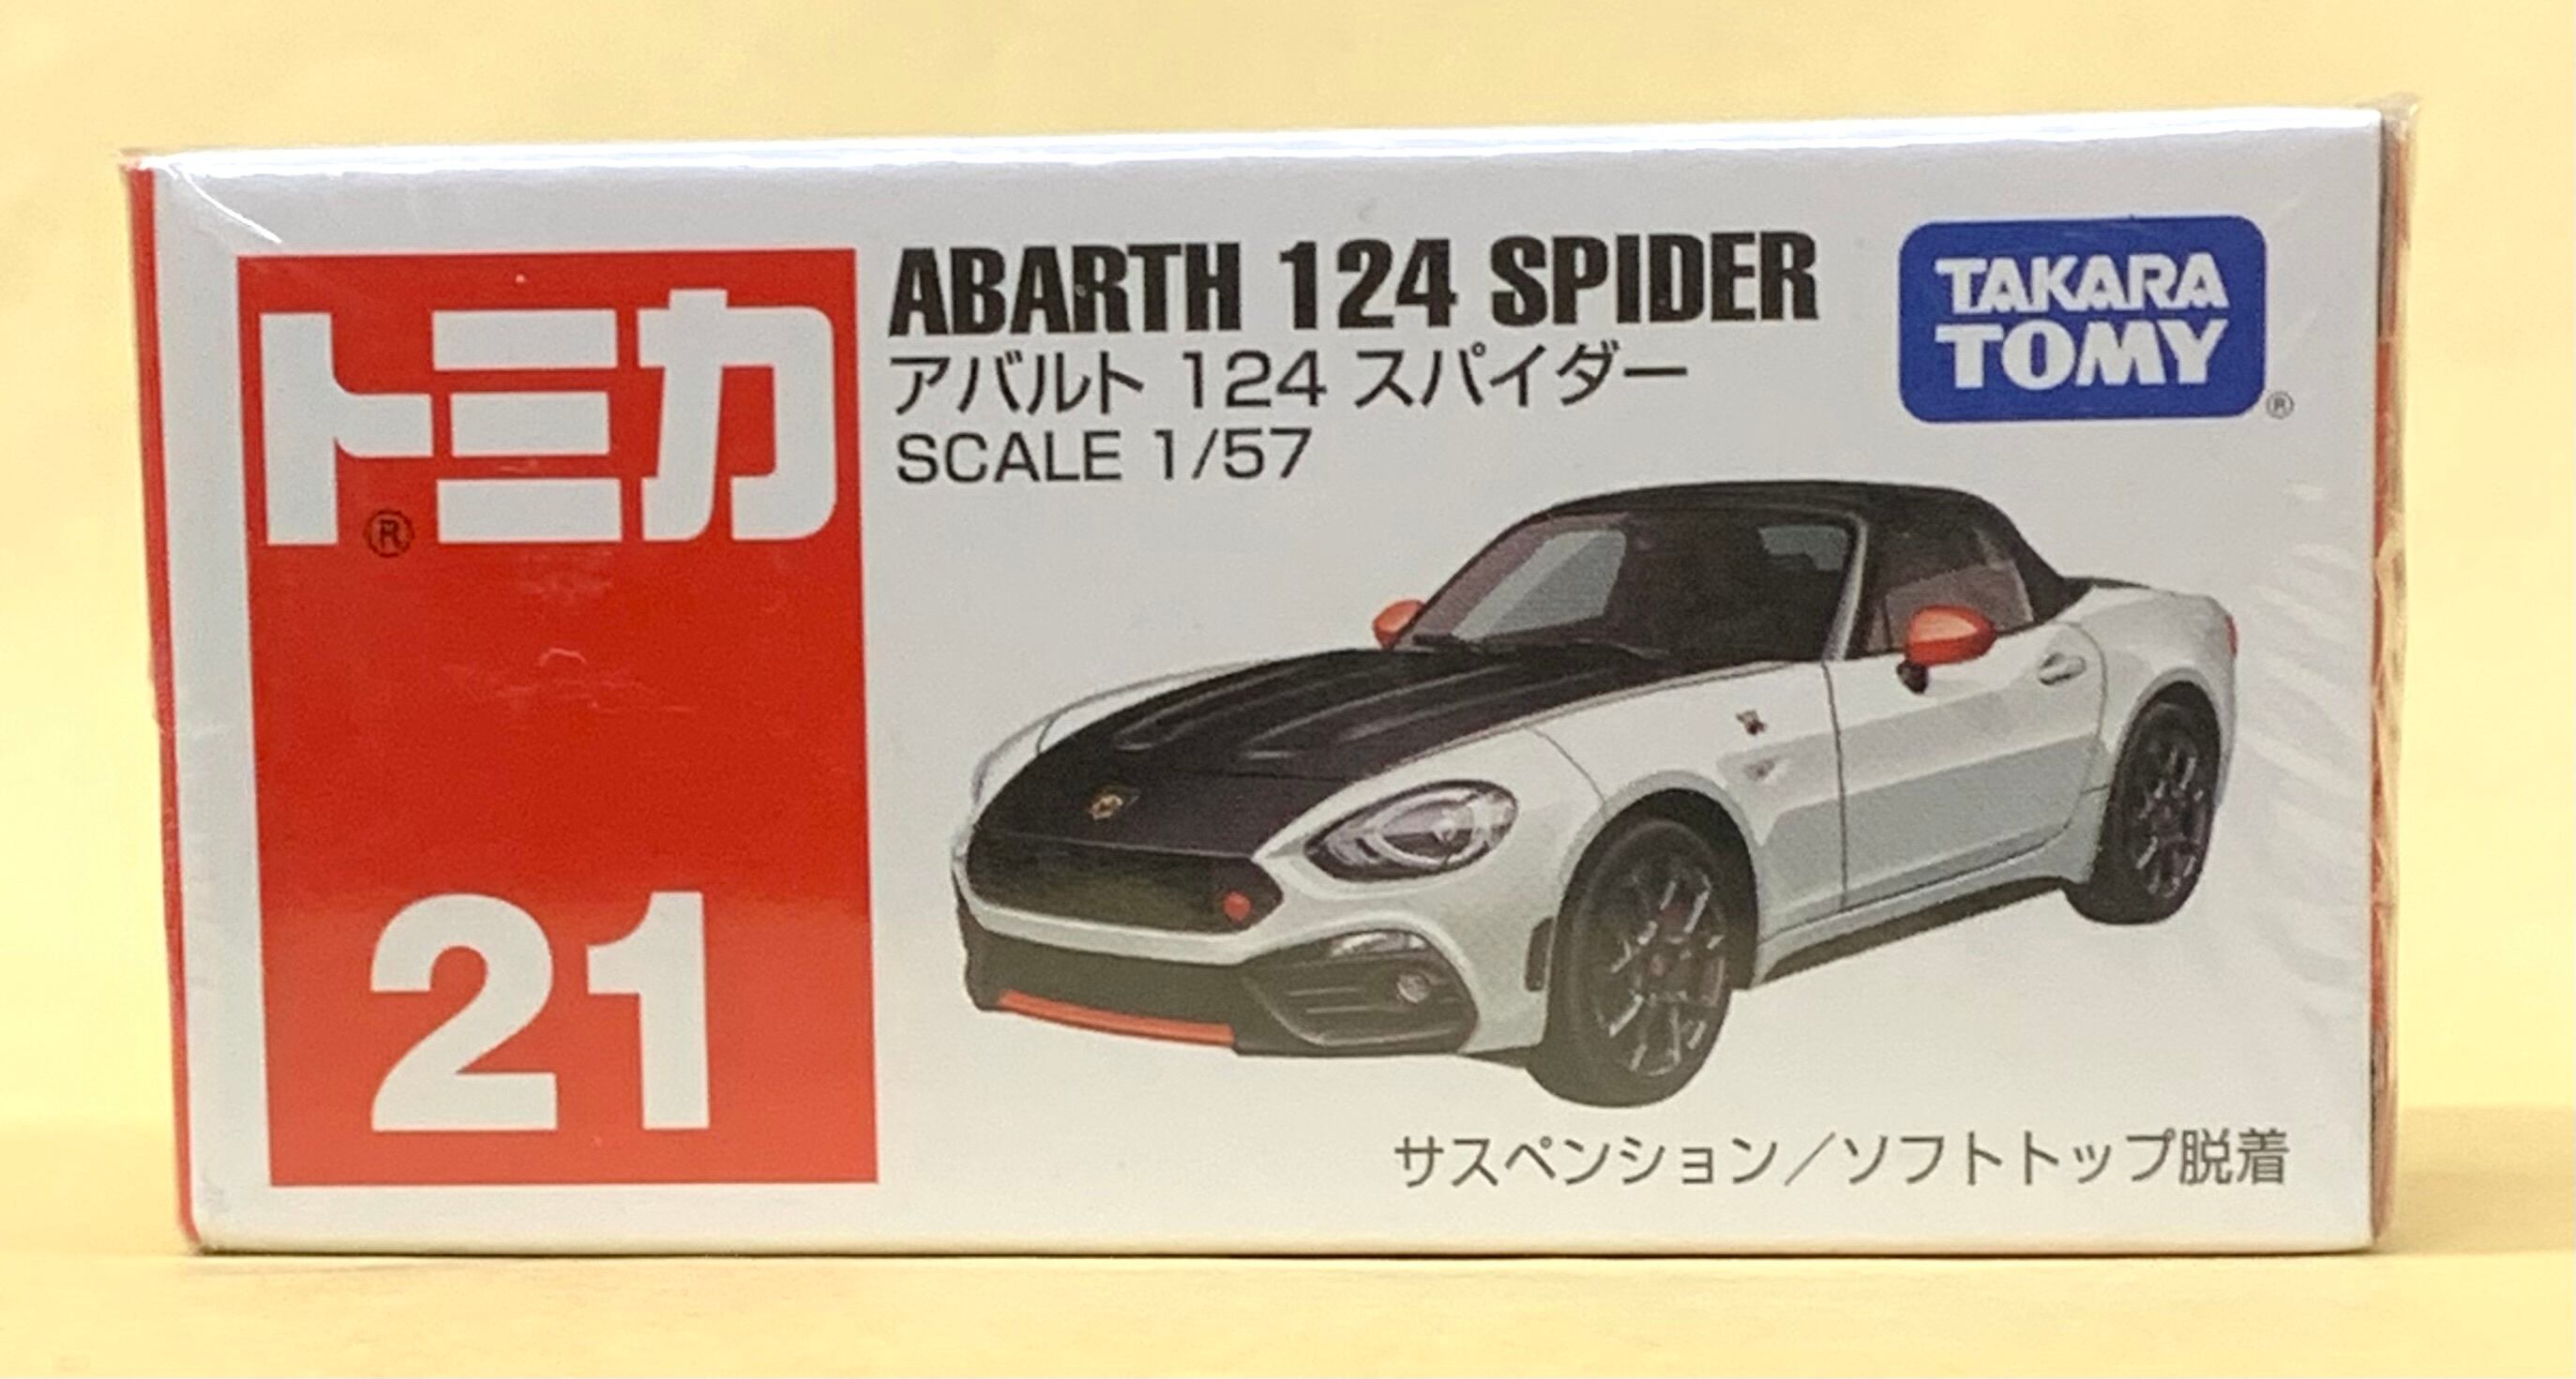 トミカ
®
21
ABARTH 124 SPIDER
アバルト 124 スパイダー
SCALE 1/57
TAKARA
TOMY
®
サスペンション／ソフトトップ脱着